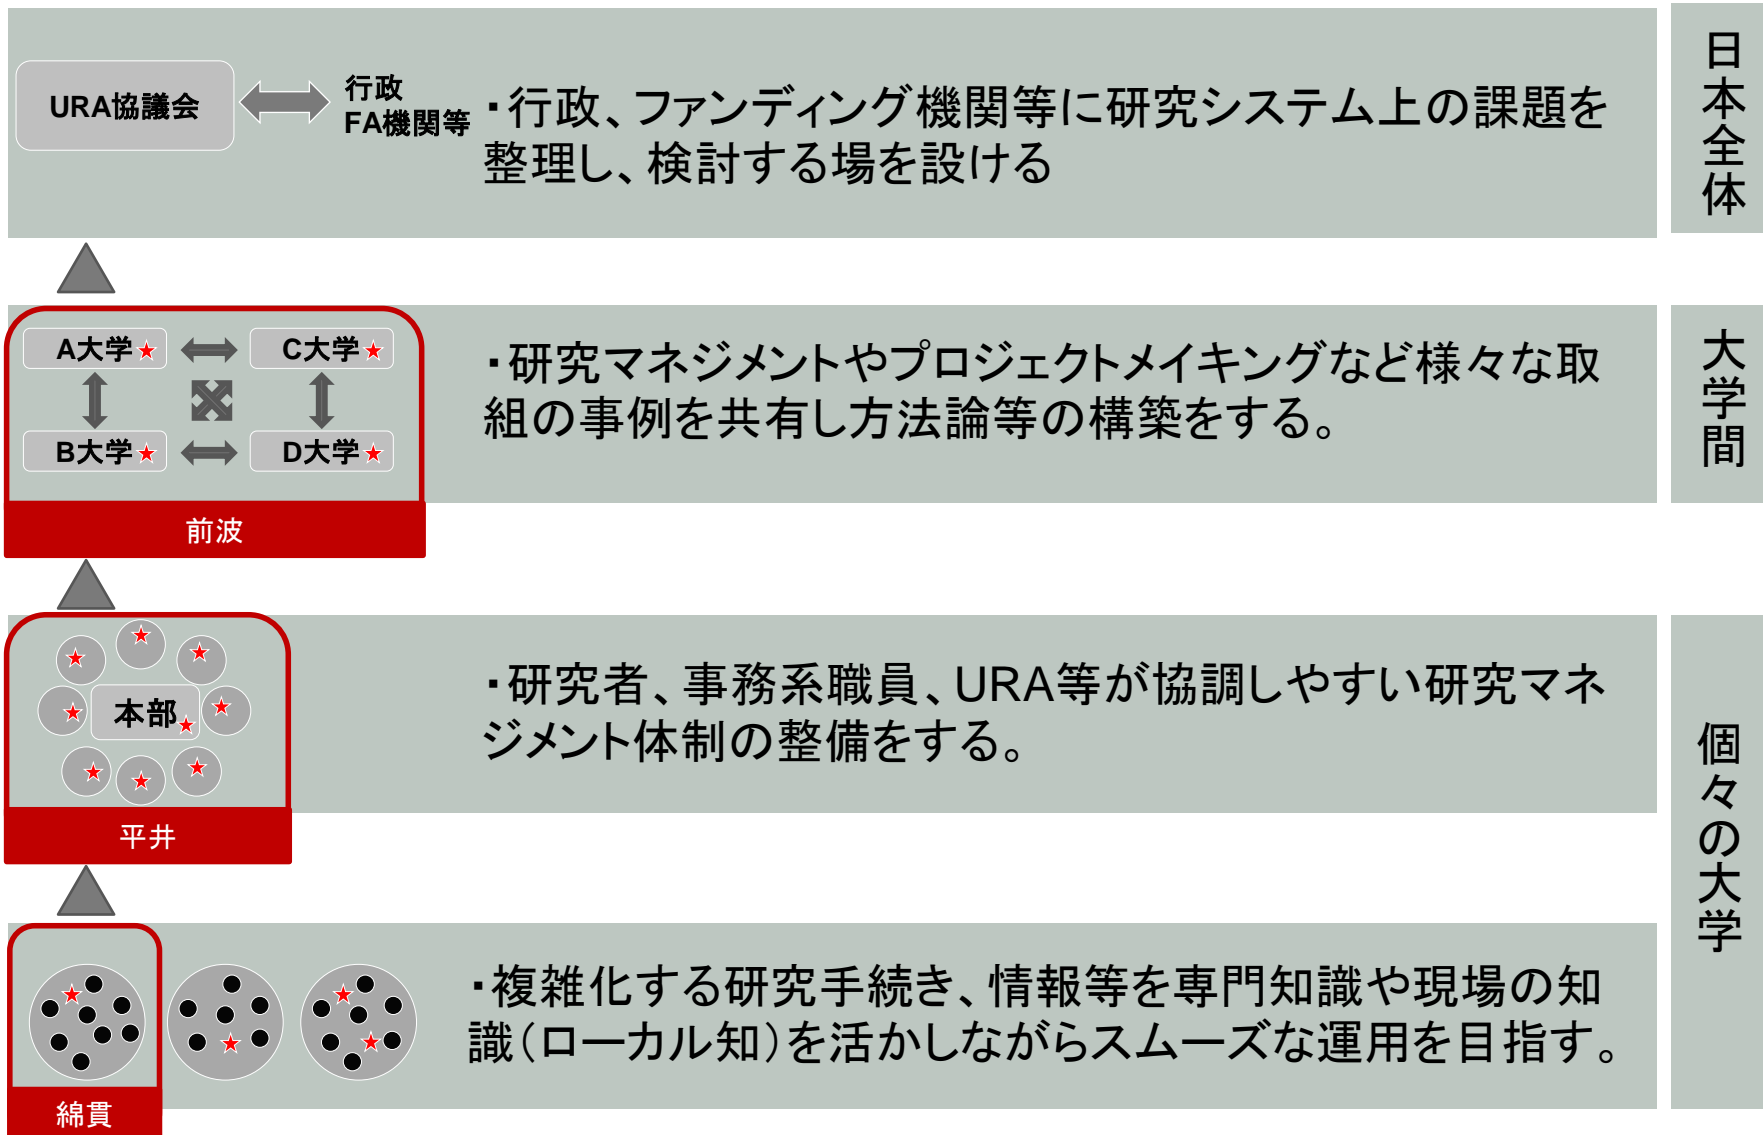 URA協議会
行政
FA機関等
・行政、ファンディング機関等に研究システム上の課題を
整理し、検討する場を設ける
日本全体
A大学
C大学
B大学
D大学
前波
・研究マネジメントやプロジェクトメイキングなど様々な取
組の事例を共有し方法論等の構築をする。
大学間
本部
平井
・研究者、事務系職員、URA等が協調しやすい研究マネ
ジメント体制の整備をする。
個々の大学
綿貫
・複雑化する研究手続き、情報等を専門知識や現場の知
識（ローカル知）を活かしながらスムーズな運用を目指す。